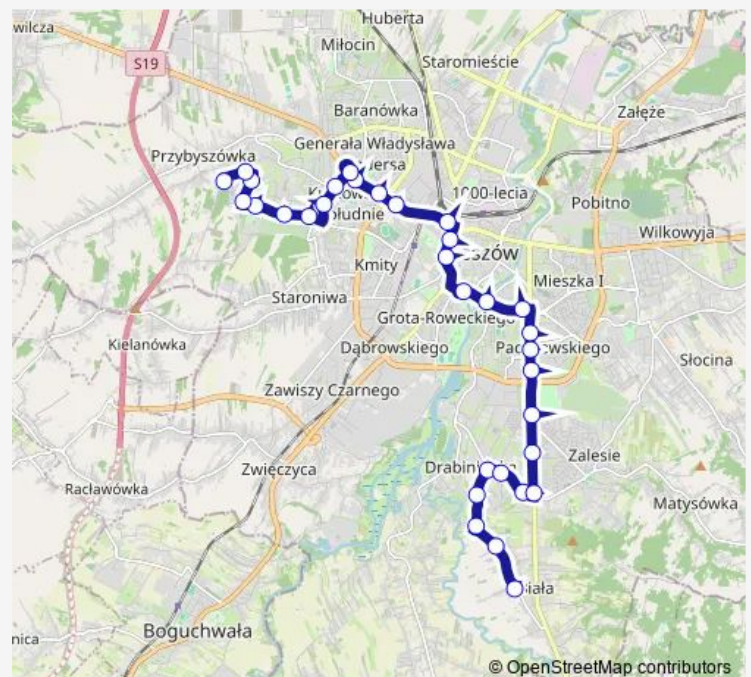 wilcza
Huberta
Miłocin
S19
Staromieście
Baranówka
Załęże
Generała Władysława
Przybyszówka
1000-lecia
Pobitno
Wilkowyja
Kmity
Mieszka I
Staroniwa
Grota-Roweckiego
Kielanówka
Dąbrowskiego
Słocina
Zawiszy Czarnego
Zwięczyca
Zalesie
Racławówka
Matysówka
Biała
Boguchwała
nica
© OpenStreetMap contributors